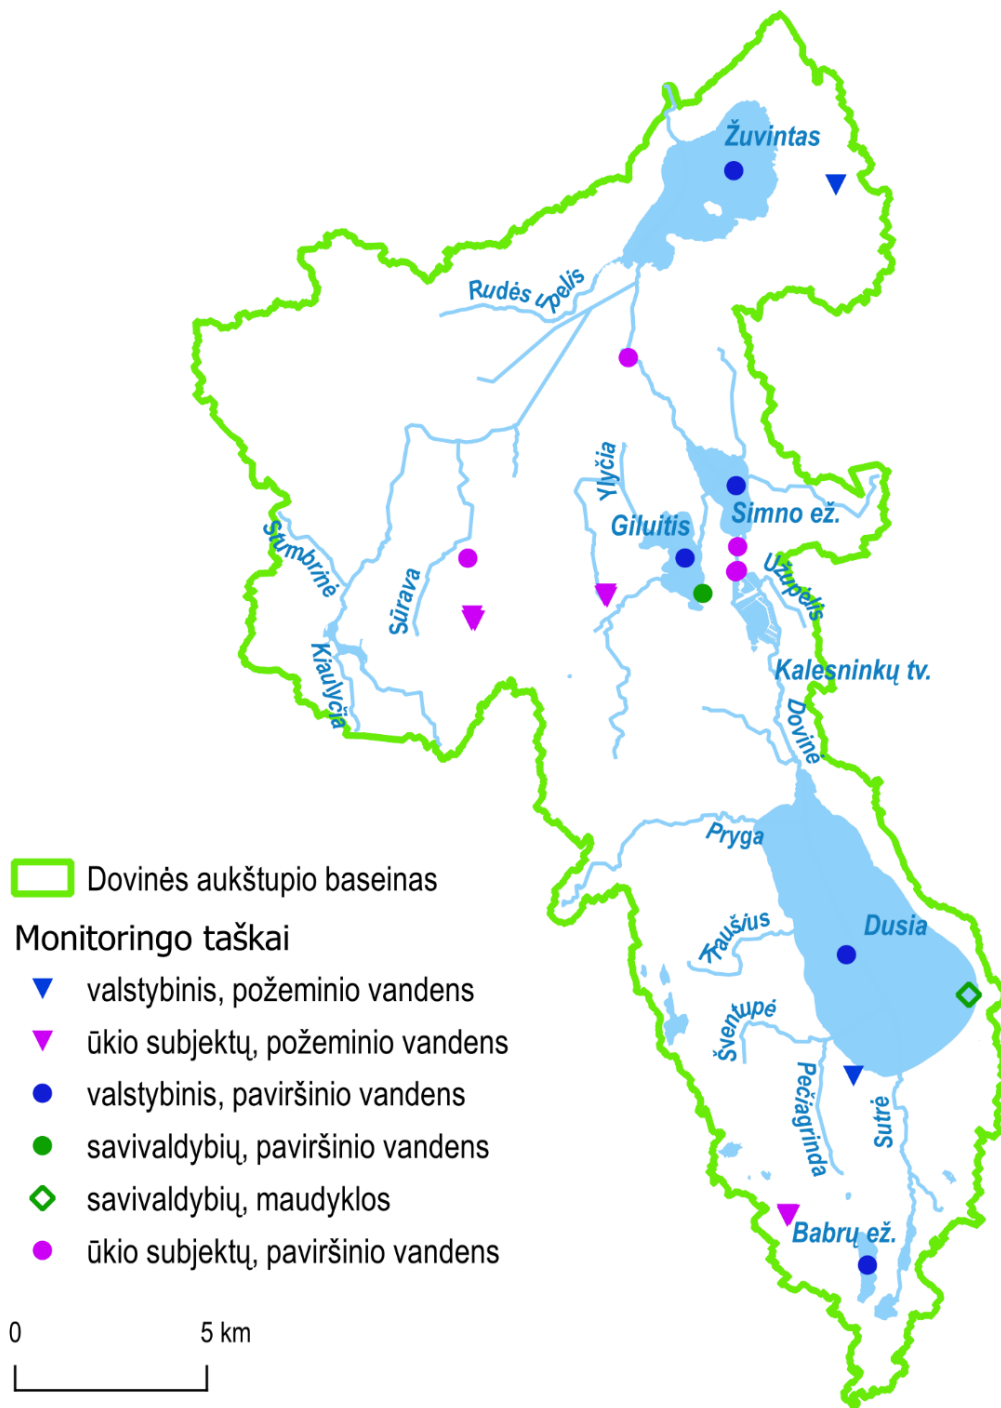 Žuvintas
Rudės upelis
Ylyčia
Giluitis
Simno ež.
Stumbrinė
Sūrava
Užupelis
Kiaulyčia
Kalesninkų tv.
Dovinė
Pryga
Dusia
Kraušius
Šventupė
Pečiagrinda
Sutrė
Babrų ež.
Dovinės aukštupio baseinas
Monitoringo taškai
valstybinis, požeminio vandens
ūkio subjektų, požeminio vandens
valstybinis, paviršinio vandens
savivaldybių, paviršinio vandens
savivaldybių, maudyklos
ūkio subjektų, paviršinio vandens
0 5 km